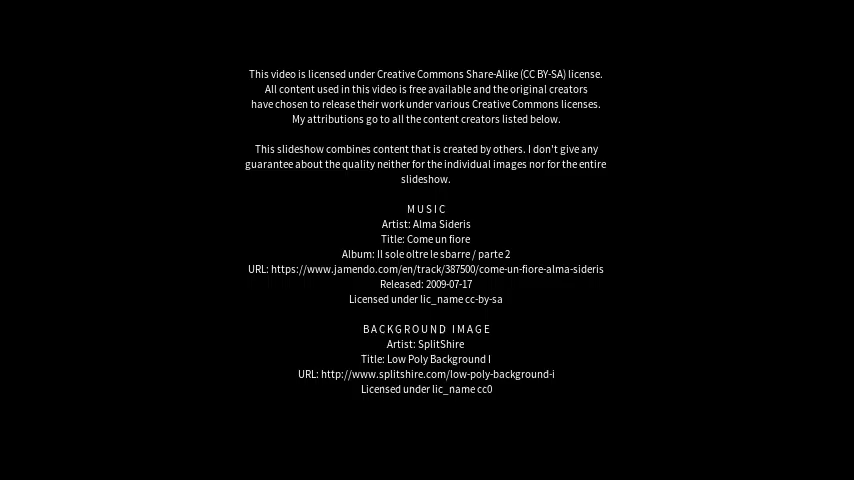 This video is licensed under Creative Commons Share-Alike (CC BY-SA) license.
All content used in this video is free available and the original creators
have chosen to release their work under various Creative Commons licenses.
My attributions go to all the content creators listed below.
This slideshow combines content that is created by others. I don't give any
guarantee about the quality neither for the individual images nor for the entire
slideshow.
MUSIC
Artist: Alma Sideris
Title: Come un fiore
Album: Il sole oltre le sbarre / parte 2
URL: https://www.jamendo.com/en/track/387500/come-un-fiore-alma-sideris
Released: 2009-07-17
Licensed under lic_name cc-by-sa
BACKGROUND IMAGE
Artist: SplitShire
Title: Low Poly Background I
URL: http://www.splitshire.com/low-poly-background-i
Licensed under lic_name cc0